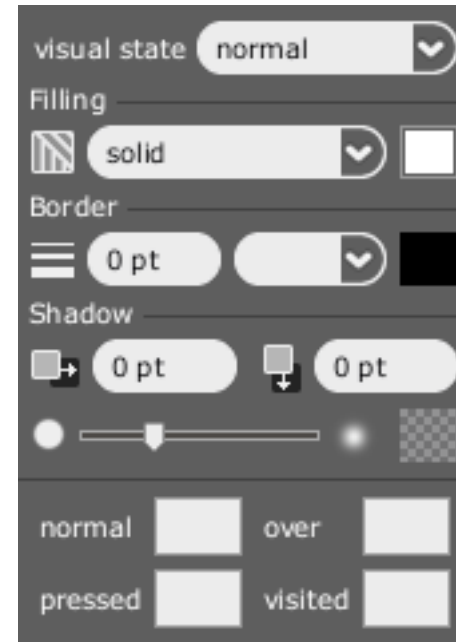 visual state normal
Filling
solid
Border
0 pt
Shadow
0 pt 0 pt
normal over
pressed visited